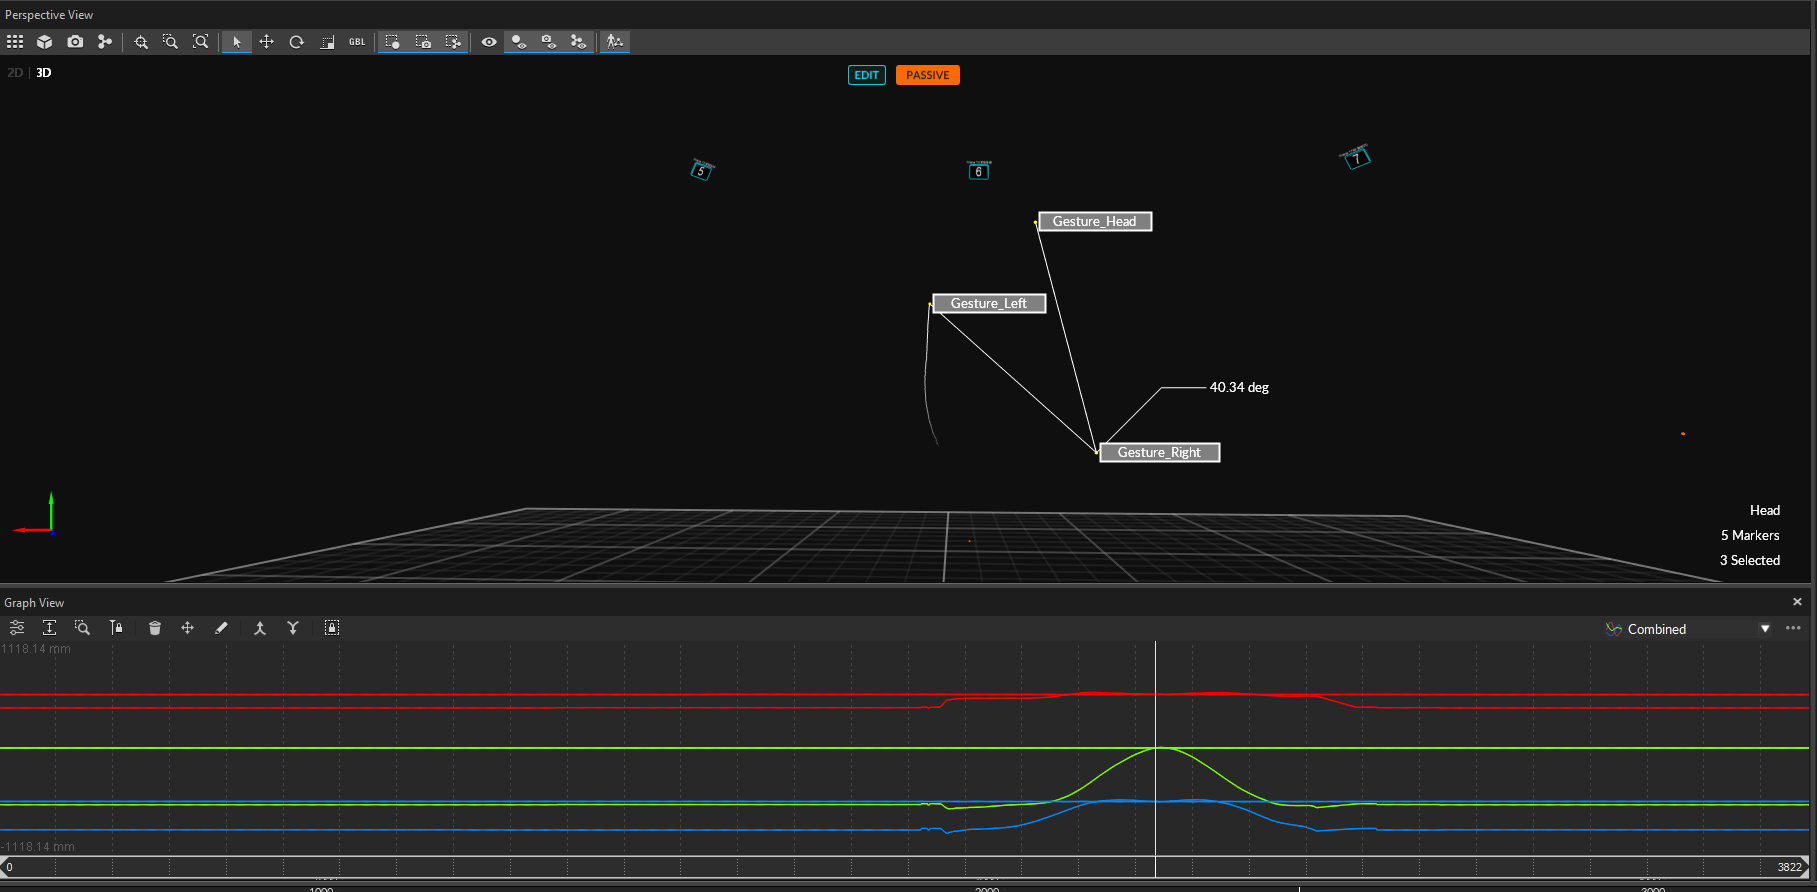 Perspective View
GBL
2D | 3D
EDIT
PASSIVE
5
6
7
Gesture_Head
Gesture_Left
40.34 deg
Gesture_Right
Head
5 Markers
3 Selected
Graph View
Combined
1118.14 mm
-1118.14 mm
0
3822
1000
2000
3000